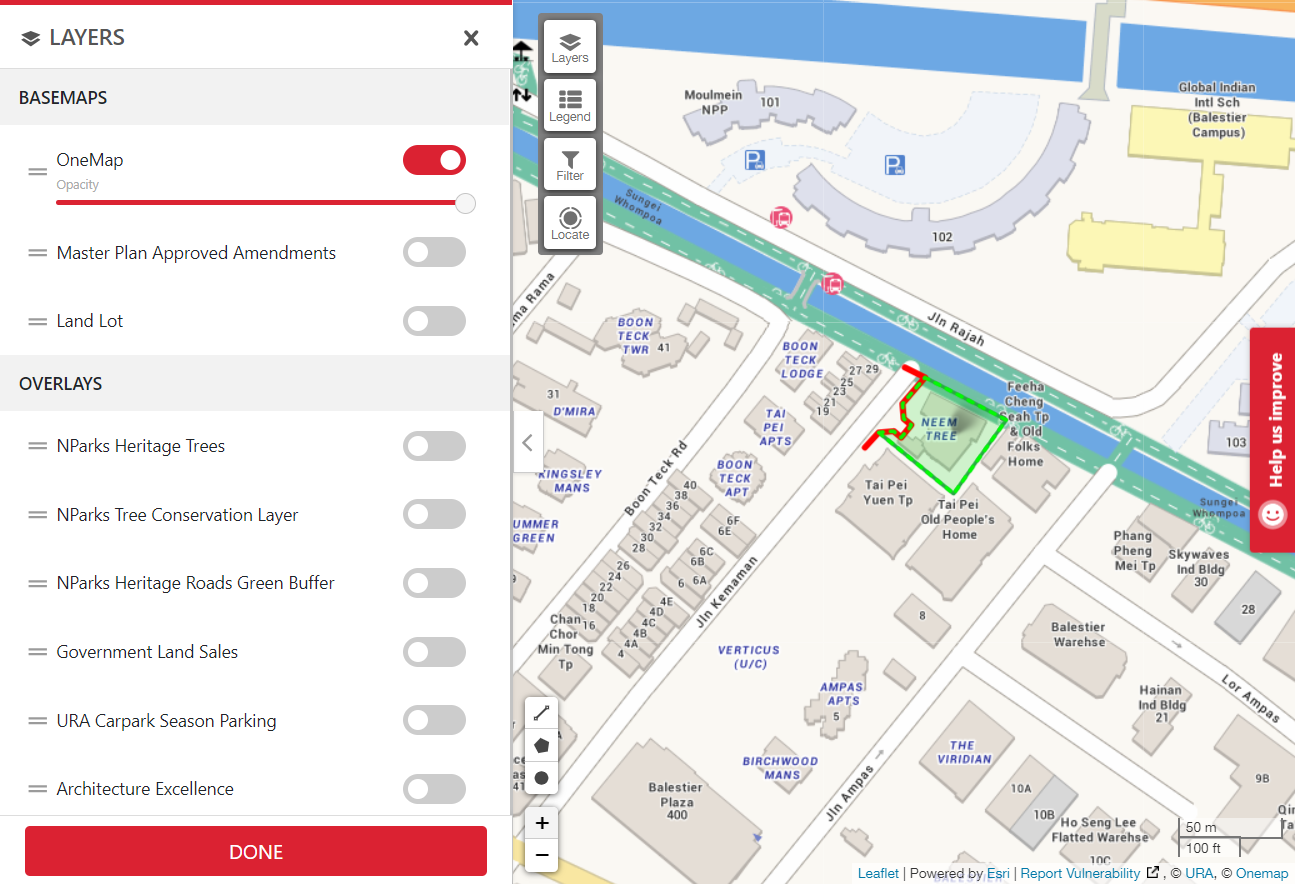 LAYERS
BASEMAPS
OneMap
Opacity
Master Plan Approved Amendments
Land Lot
OVERLAYS
NParks Heritage Trees
NParks Tree Conservation Layer
NParks Heritage Roads Green Buffer
Government Land Sales
URA Carpark Season Parking
Architecture Excellence
DONE
Layers
Legend
Filter
Locate
Moulmein
NPP
101
Global Indian
Intl Sch
(Balestier
Campus)
102
Sungei
Whompoa
Jln Rajah
ma Rama
BOON
TECK
TWR
41
BOON
TECK
LODGE
27
29
25
23
21
19
31
D'MIRA
TAI
PEI
APTS
NEEM
TREE
Feeha
Cheng
Geah Tp
& Old
Folks
Home
103
Help us improve
Boon Teck Rd
KINGSLEY
MANS
BOON
TECK
APT
Tai Pei
Yuen Tp
Tai Pei
Old People's
Home
UMMER
GREEN
40
38
36
34
32
30
28
6F
6E
6C
6B
6A
6
26
24
22
20
18
16
4E
4D
4C
4B
4A
4
9
Chan
Chor
Min Tong
Tp
Jln Kemaman
Sungei
Whompoa
Phang
Pheng
Mei Tp
Skywaves
Ind Bldg
30
28
8
Balestier
Warehse
VERTICUS
(U/C)
AMPAS
APTS
5
Hainan
Ind Bldg
21
Lor Ampas
THE
VIRIDIAN
BIRCHWOOD
MANS
Jln Ampas
Balestier
Plaza
400
10A
10B
9B
Ho Seng Lee
Flatted Warehse
10C
+
−
50 m
100 ft
Leaflet | Powered by Esri | Report Vulnerability , © URA, © Onemap